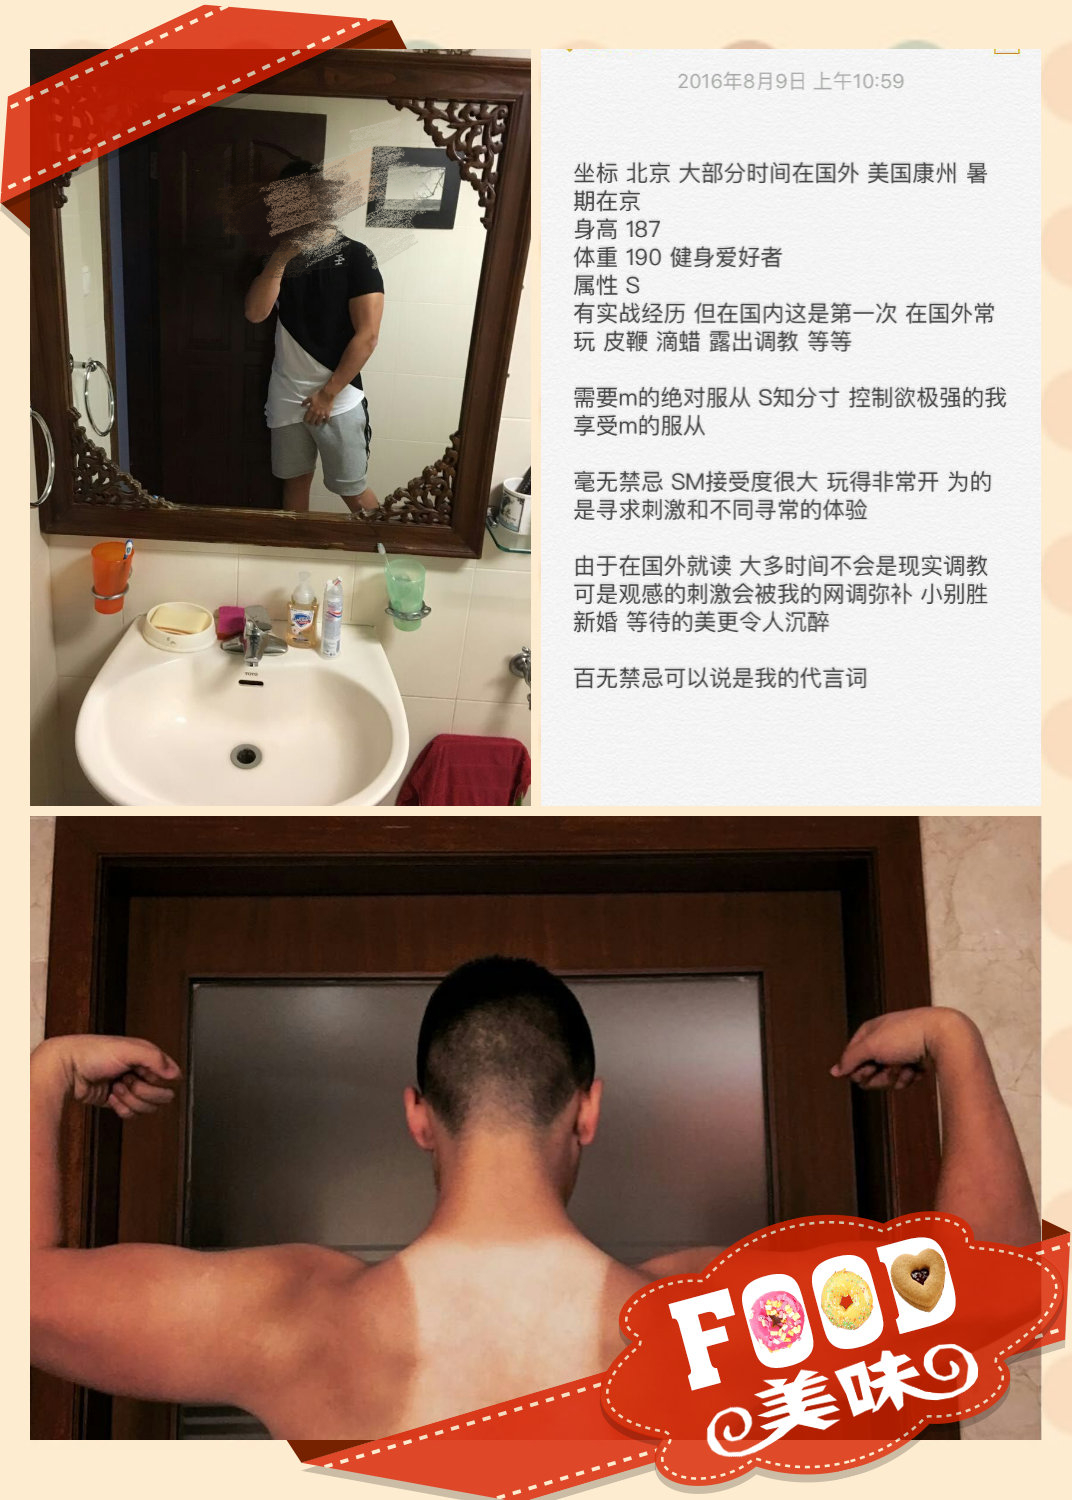 2016年8月9日 上午10:59
坐标 北京 大部分时间在国外 美国康州 暑
期在京
身高 187
体重 190 健身爱好者
属性 S
有实战经历 但在国内这是第一次 在国外常
玩 皮鞭 滴蜡 露出调教 等等
需要m的绝对服从 S知分寸 控制欲极强的我
享受m的服从
毫无禁忌 SM接受度很大 玩得非常开 为的
是寻求刺激和不同寻常的体验
由于在国外就读 大多时间不会是现实调教
可是观感的刺激会被我的网调弥补 小别胜
新婚 等待的美更令人沉醉
百无禁忌可以说是我的代言词
TOTO
FOOD
美味